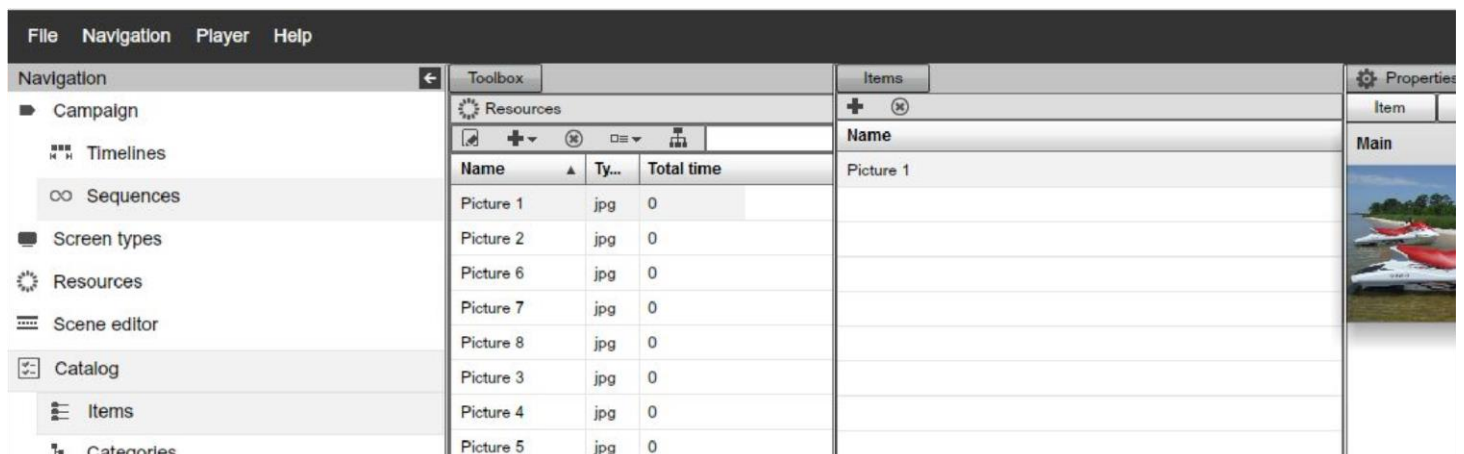 File Navigation Player Help
Navigation
Campaign
Timelines
Sequences
Screen types
Resources
Scene editor
Catalog
Items
Categories
Toolbox
Resources
Name Ty... Total time
Picture 1 jpg 0
Picture 2 jpg 0
Picture 6 jpg 0
Picture 7 jpg 0
Picture 8 jpg 0
Picture 3 jpg 0
Picture 4 jpg 0
Picture 5 jpg 0
Items
Name
Picture 1
Properties
Item
Main